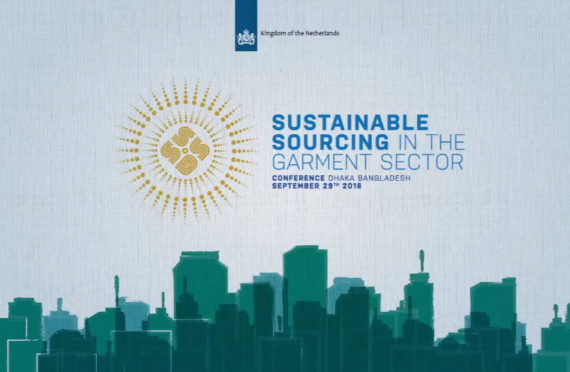 Kingdom of the Netherlands
SUSTAINABLE
SOURCING IN THE
GARMENT SECTOR
CONFERENCE DHAKA BANGLADESH
SEPTEMBER 29TH 2016